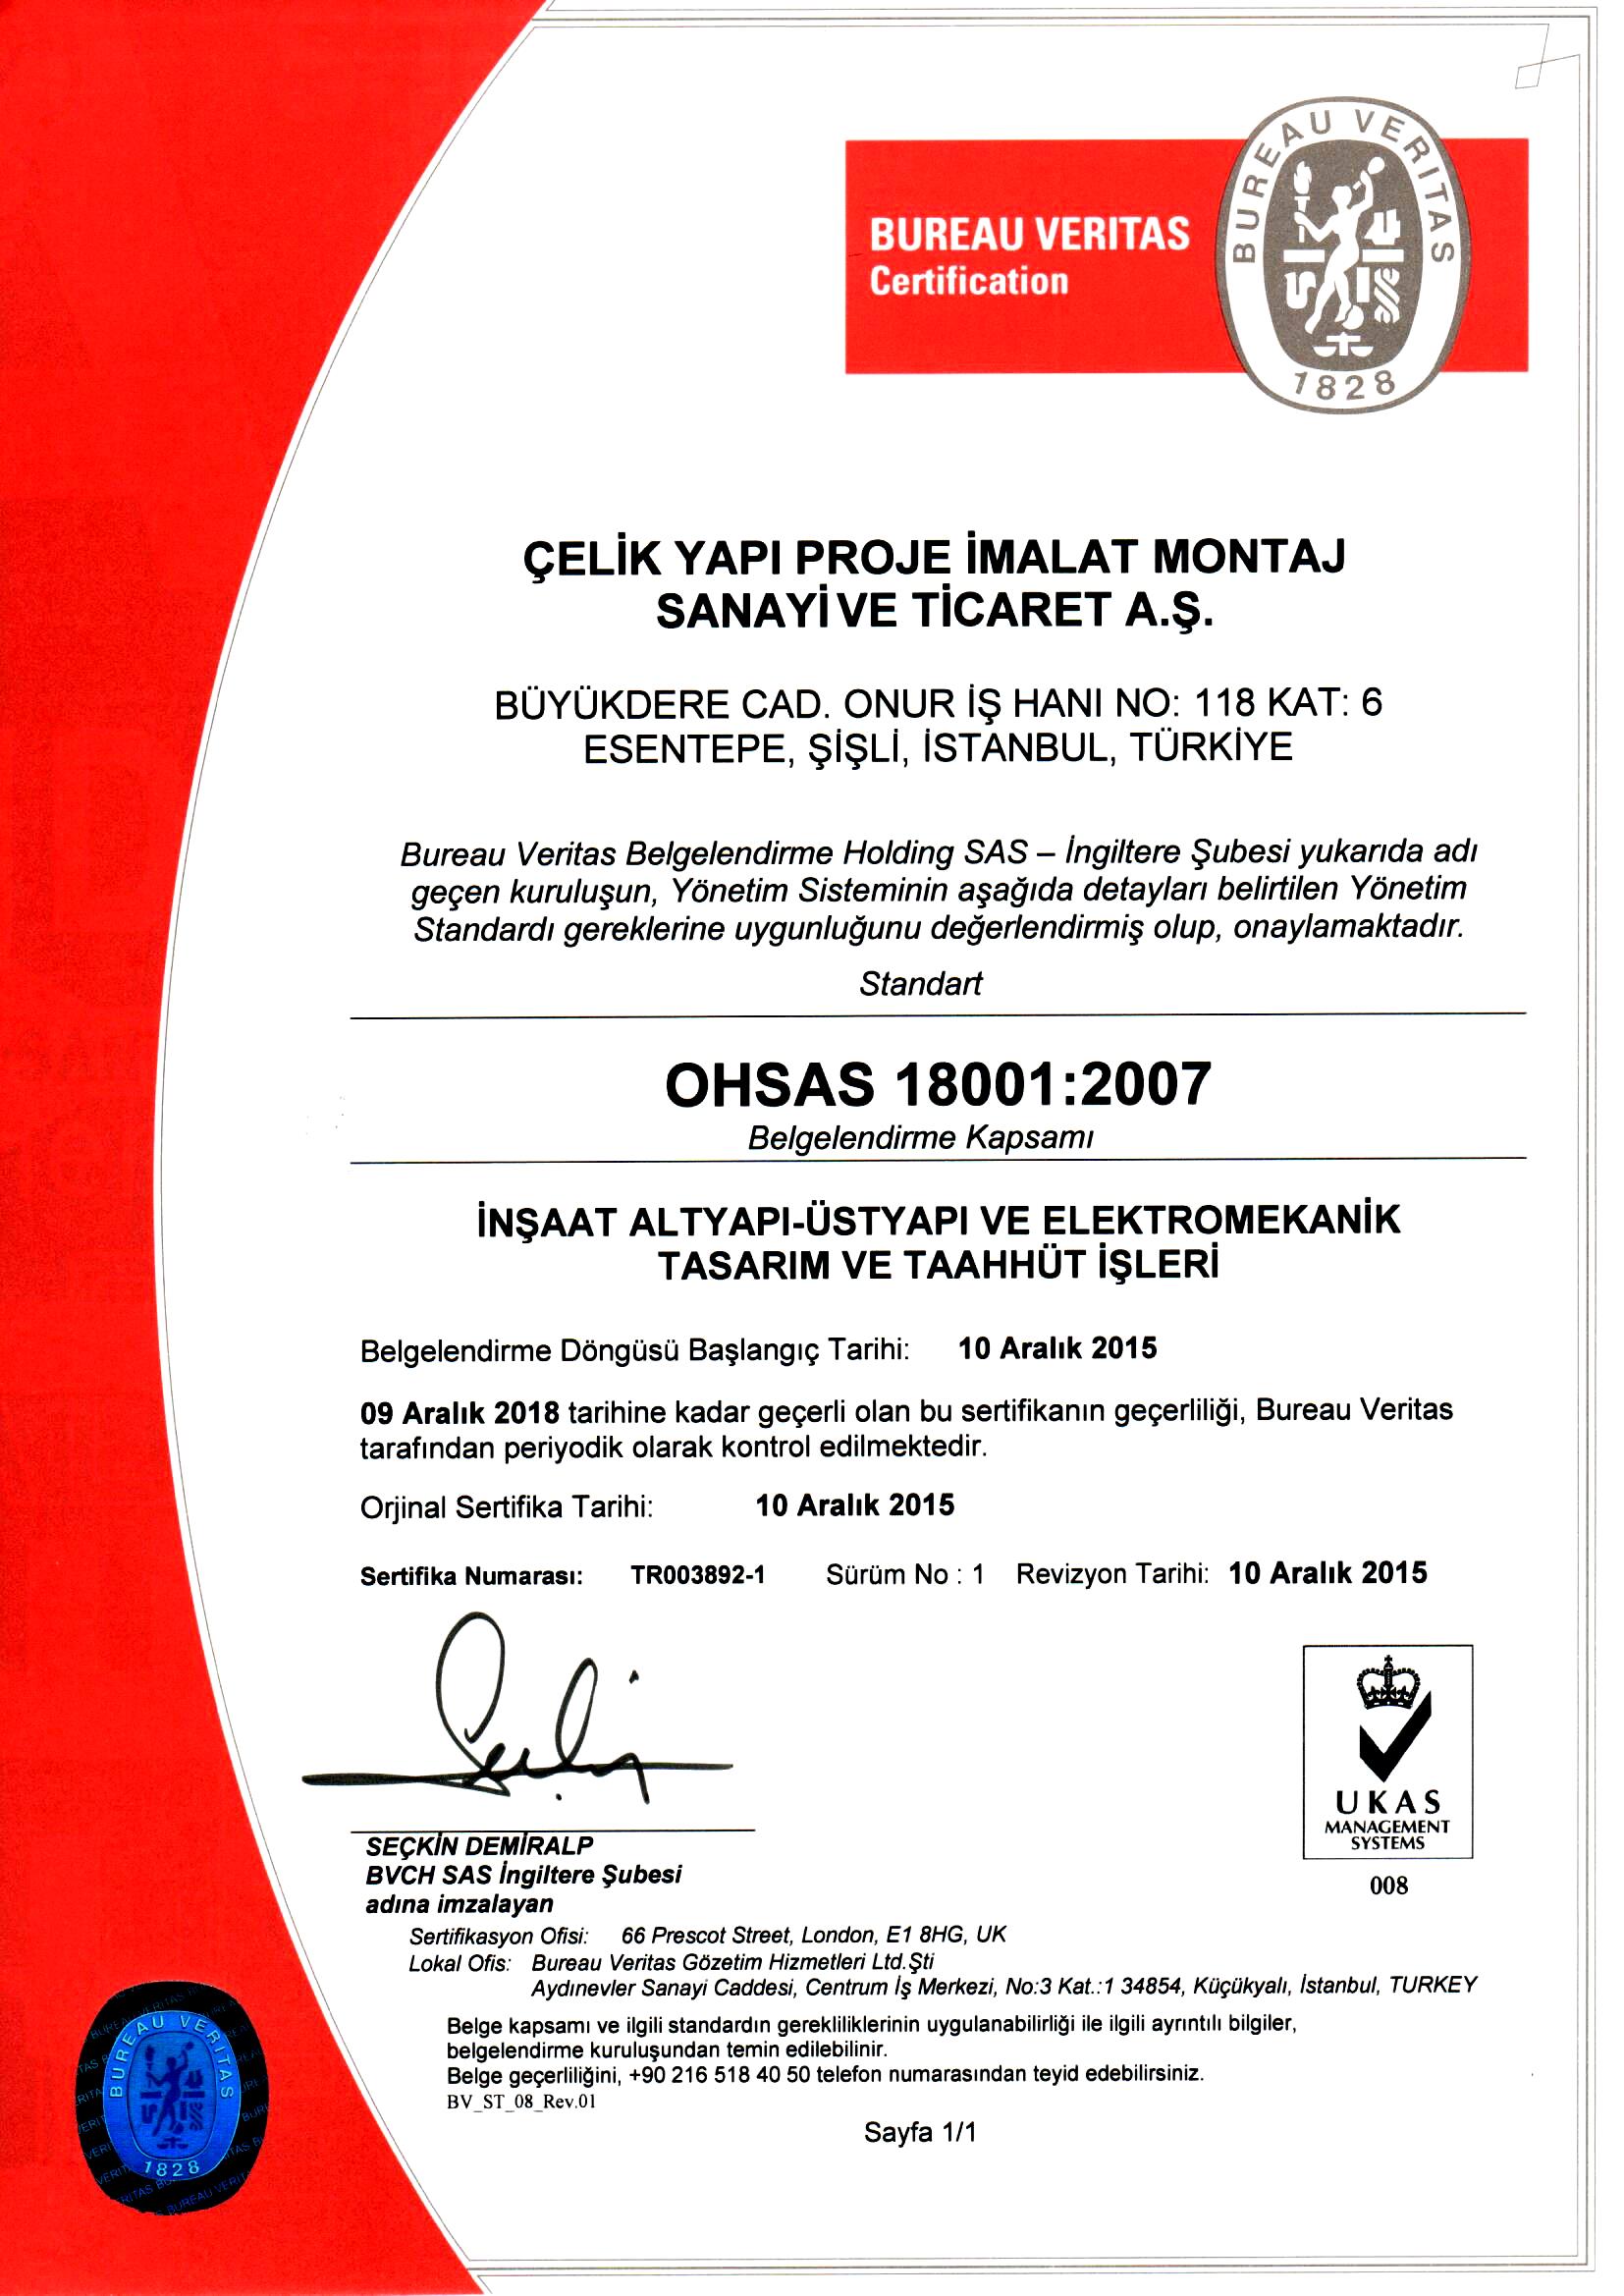 BUREAU VERITAS
Certification
BUREAU VERITAS
1828
ÇELİK YAPI PROJE İMALAT MONTAJ
SANAYİ VE TİCARET A.Ş.
BÜYÜKDERE CAD. ONUR İŞ HANI NO: 118 KAT: 6
ESENTEPE, ŞİŞLİ, İSTANBUL, TÜRKİYE
Bureau Veritas Belgelendirme Holding SAS – İngiltere Şubesi yukarıda adı
geçen kuruluşun, Yönetim Sisteminin aşağıda detayları belirtilen Yönetim
Standardı gereklerine uygunluğunu değerlendirmiş olup, onaylamaktadır.
Standart
OHSAS 18001:2007
Belgelendirme Kapsamı
İNŞAAT ALTYAPI-ÜSTYAPI VE ELEKTROMEKANİK
TASARIM VE TAAHHÜT İŞLERİ
Belgelendirme Döngüsü Başlangıç Tarihi: 10 Aralık 2015
09 Aralık 2018 tarihine kadar geçerli olan bu sertifikanın geçerliliği, Bureau Veritas
tarafından periyodik olarak kontrol edilmektedir.
Orjinal Sertifika Tarihi: 10 Aralık 2015
Sertifika Numarası: TR003892-1 Sürüm No : 1 Revizyon Tarihi: 10 Aralık 2015
SEÇKİN DEMİRALP
BVCH SAS İngiltere Şubesi
adına imzalayan
UKAS
MANAGEMENT
SYSTEMS
008
Sertifikasyon Ofisi: 66 Prescot Street, London, E1 8HG, UK
Lokal Ofis: Bureau Veritas Gözetim Hizmetleri Ltd.Şti
Aydınevler Sanayi Caddesi, Centrum İş Merkezi, No:3 Kat.:1 34854, Küçükyalı, İstanbul, TURKEY
Belge kapsamı ve ilgili standardın gerekliliklerinin uygulanabilirliği ile ilgili ayrıntılı bilgiler,
belgelendirme kuruluşundan temin edilebilinir.
Belge geçerliliğini, +90 216 518 40 50 telefon numarasından teyid edebilirsiniz.
BV_ST_08_Rev.01
Sayfa 1/1
BUREAU VERITAS
1828